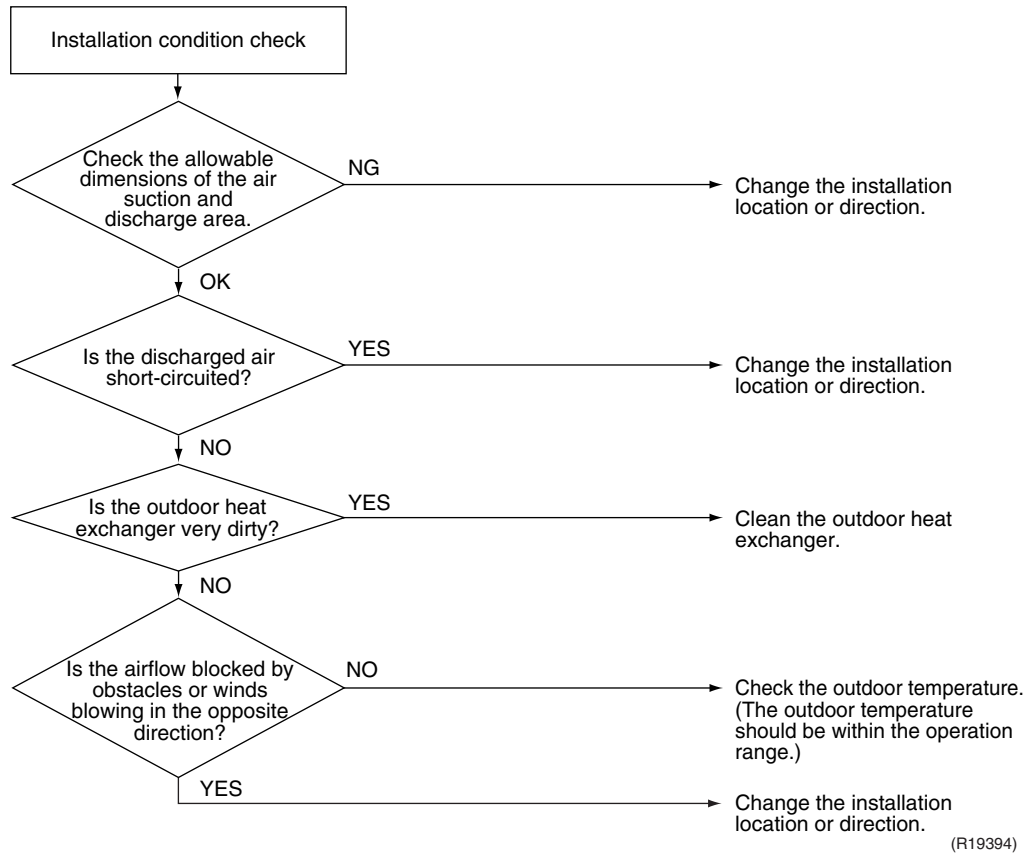 Installation condition check
Check the allowable
dimensions of the air
suction and
discharge area.
NG
Change the installation
location or direction.
OK
Is the discharged air
short-circuited?
YES
Change the installation
location or direction.
NO
Is the outdoor heat
exchanger very dirty?
YES
Clean the outdoor heat
exchanger.
NO
Is the airflow blocked by
obstacles or winds
blowing in the opposite
direction?
NO
Check the outdoor temperature.
(The outdoor temperature
should be within the operation
range.)
YES
Change the installation
location or direction.
(R19394)